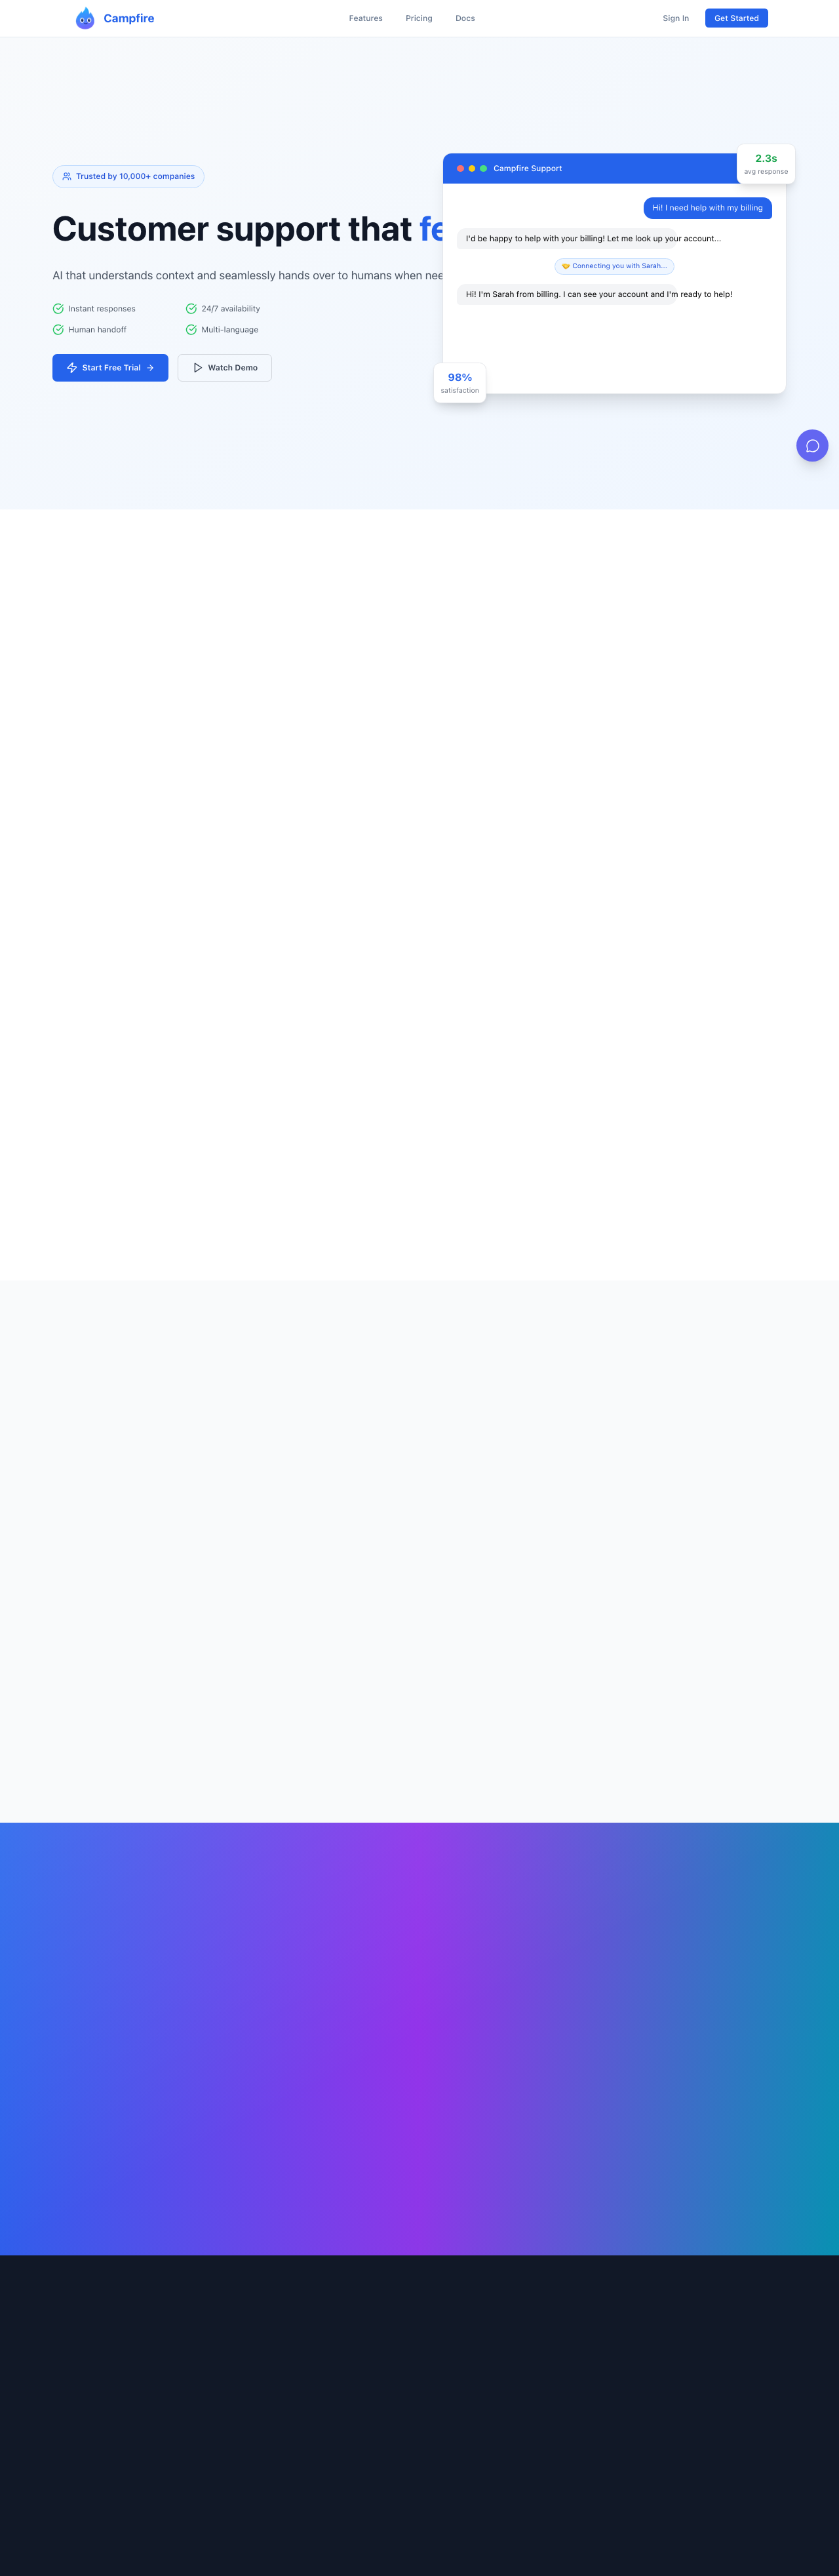 Campfire
Features
Pricing
Docs
Sign In
Get Started
Trusted by 10,000+ companies
Customer support that fe
AI that understands context and seamlessly hands over to humans when nee
Instant responses
24/7 availability
Human handoff
Multi-language
Start Free Trial
Watch Demo
Campfire Support
2.3s
avg response
Hi! I need help with my billing
I'd be happy to help with your billing! Let me look up your account...
🤝 Connecting you with Sarah...
Hi! I'm Sarah from billing. I can see your account and I'm ready to help!
98%
satisfaction